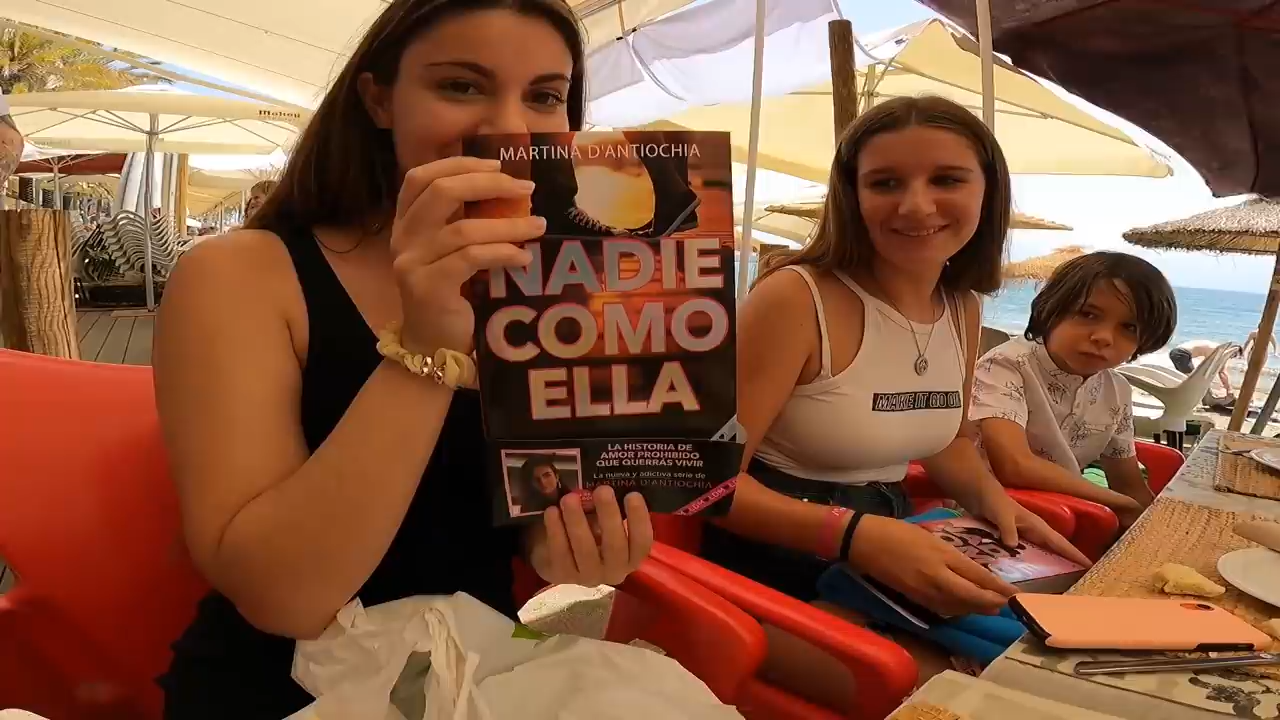 MARTINA D'ANTIOCHIA
NADIE
COMO
ELLA
LA HISTORIA DE
AMOR PROHIBIDO
QUE QUERRÁS VIVIR
La nueva y adictiva serie de
MARTINA D'ANTIOCHIA
MAKE IT GO